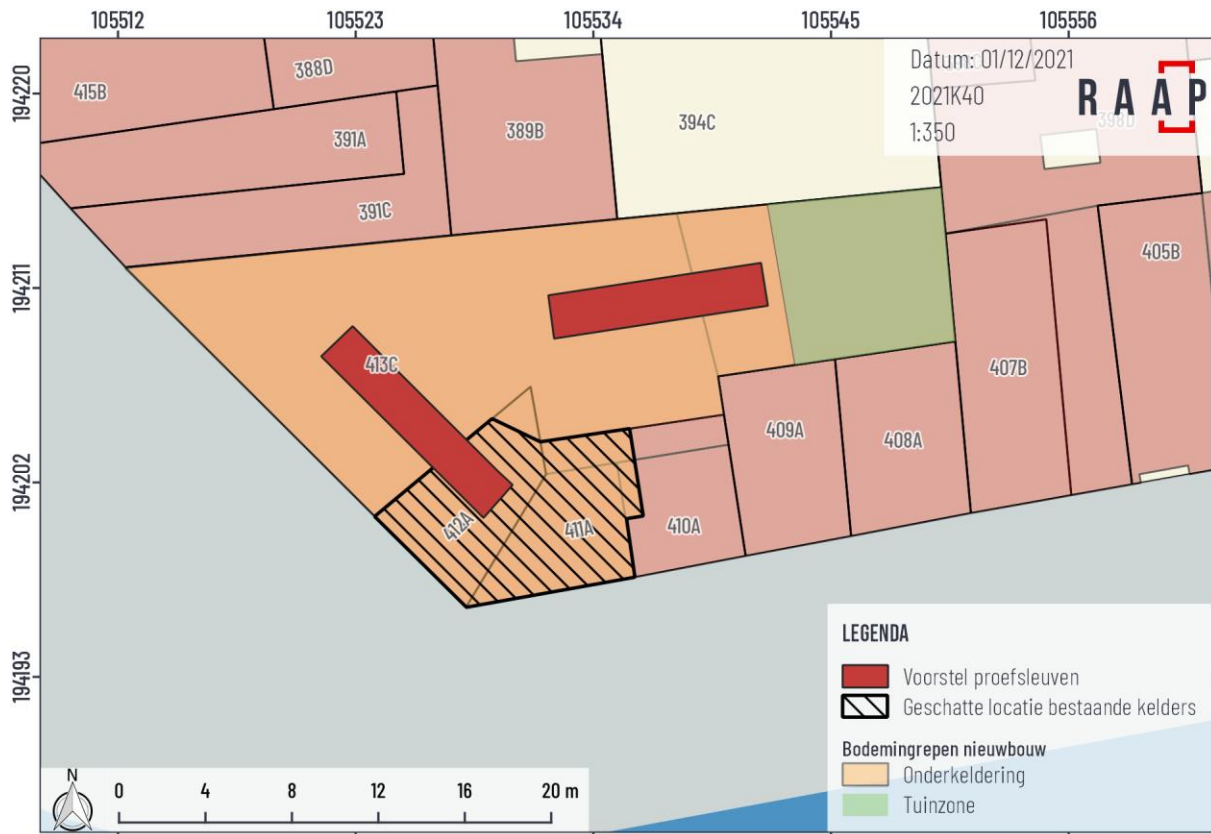 105512 105523 105534 105545 105556
194220
194211
194202
194193
Datum: 01/12/2021
2021K40
1:350
RAAP
415B
388D
391A
391C
389B
394C
398D
405B
413C
407B
409A
408A
412A
411A
410A
LEGENDA
Voorstel proefsleuven
Geschatte locatie bestaande kelders
Bodemingrepen nieuwbouw
Onderkeldering
Tuinzone
N
0 4 8 12 16 20 m